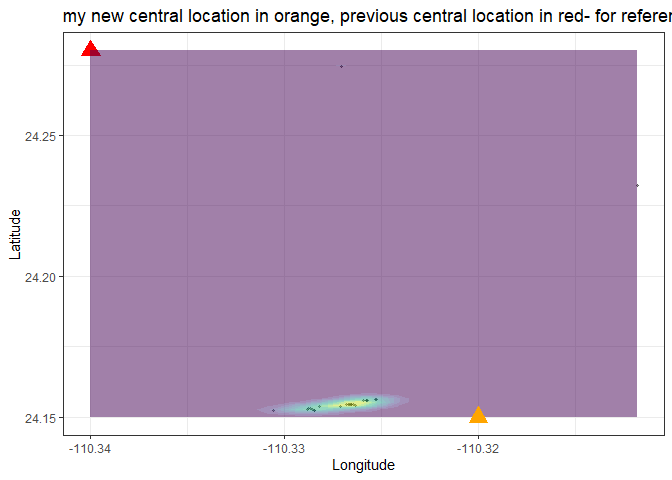 my new central location in orange, previous central location in red- for refere
24.25
24.20
24.15
-110.34
-110.33
-110.32
Longitude
Latitude